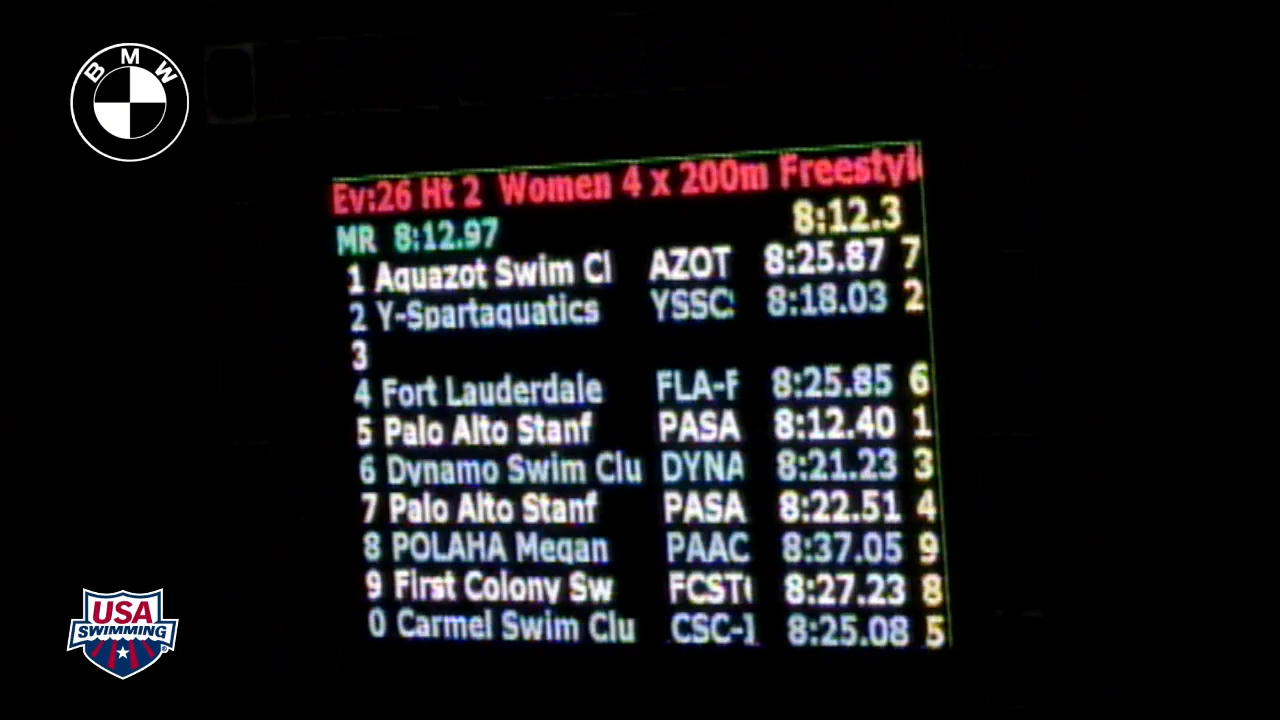 BMW
Ev:26 Ht 2 Women 4 x 200m Freestyl
MR 8:12.97 8:12.3
1 Aquazot Swim Cl AZOT 8:25.87 7
2 Y-Spartaquatics YSSC 8:18.03 2
3
4 Fort Lauderdale FLA-F 8:25.85 6
5 Palo Alto Stanf PASA 8:12.40 1
6 Dynamo Swim Clu DYNA 8:21.23 3
7 Palo Alto Stanf PASA 8:22.51 4
8 POLAHA Megan PAAC 8:37.05 9
9 First Colony Sw FCST 8:27.23 8
0 Carmel Swim Clu CSC-1 8:25.08 5
USA
SWIMMING